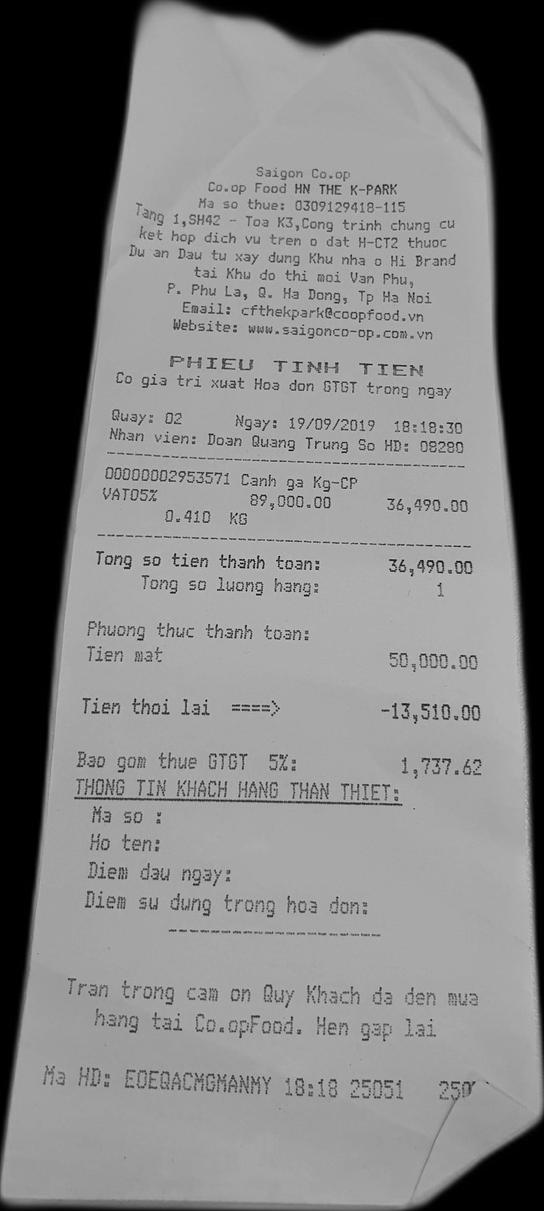 Saigon Co.op
Co.op Food HN THE K-PARK
Ma so thue: 0309129418-115
Tang 1,SH42 - Toa K3,Cong trinh chung cu
ket hop dich vu tren o dat H-CT2 thuoc
Du an Dau tu xay dung Khu nha o Hi Brand
tai Khu do thi moi Van Phu,
P. Phu La, Q. Ha Dong, Tp Ha Noi
Email: cfthekpark@coopfood.vn
Website: www.saigonco-op.com.vn
PHIEU TINH TIEN
Co gia tri xuat Hoa don GTGT trong ngay
Quay: 02 Ngay: 19/09/2019 18:18:30
Nhan vien: Doan Quang Trung So HD: 08280
00000002953571 Canh ga Kg-CP
VAT05% 89,000.00 36,490.00
0.410 KG
Tong so tien thanh toan: 36,490.00
Tong so luong hang: 1
Phuong thuc thanh toan:
Tien mat 50,000.00
Tien thoi lai ====> -13,510.00
Bao gom thue GTGT 5%: 1,737.62
THONG TIN KHACH HANG THAN THIET:
Ma so :
Ho ten:
Diem dau ngay:
Diem su dung trong hoa don:
Tran trong cam on Quy Khach da den mua
hang tai Co.opFood. Hen gap lai
Ma HD: EOEQACMGMANMY 18:18 25051